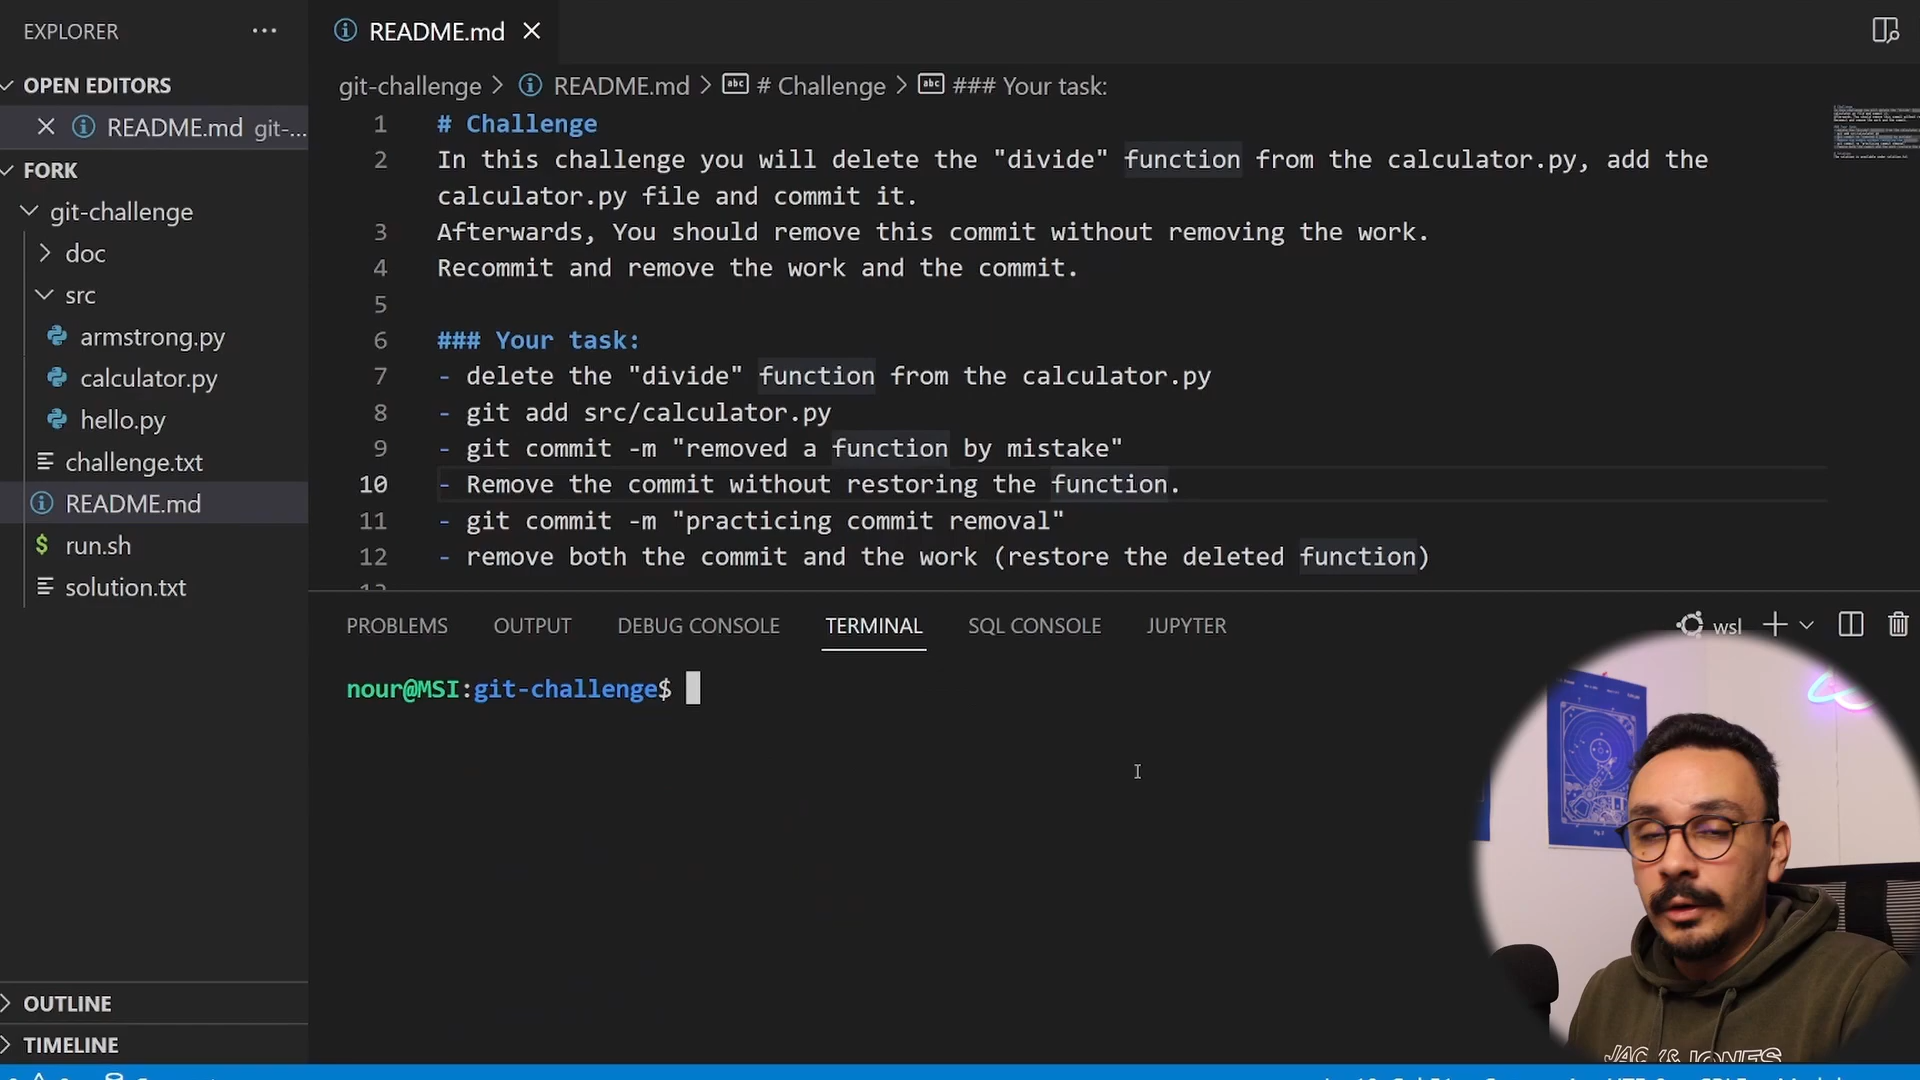 EXPLORER
README.md
OPEN EDITORS
README.md git-...
FORK
git-challenge
doc
src
armstrong.py
calculator.py
hello.py
challenge.txt
README.md
$ run.sh
solution.txt
OUTLINE
TIMELINE
git-challenge > README.md > # Challenge > ### Your task:
1 # Challenge
2 In this challenge you will delete the "divide" function from the calculator.py, add the
calculator.py file and commit it.
3 Afterwards, You should remove this commit without removing the work.
4 Recommit and remove the work and the commit.
5
6 ### Your task:
7 - delete the "divide" function from the calculator.py
8 - git add src/calculator.py
9 - git commit -m "removed a function by mistake"
10 - Remove the commit without restoring the function.
11 - git commit -m "practicing commit removal"
12 - remove both the commit and the work (restore the deleted function)
PROBLEMS OUTPUT DEBUG CONSOLE TERMINAL SQL CONSOLE JUPYTER wsl
nour@MSI:git-challenge$
JACK & JONES